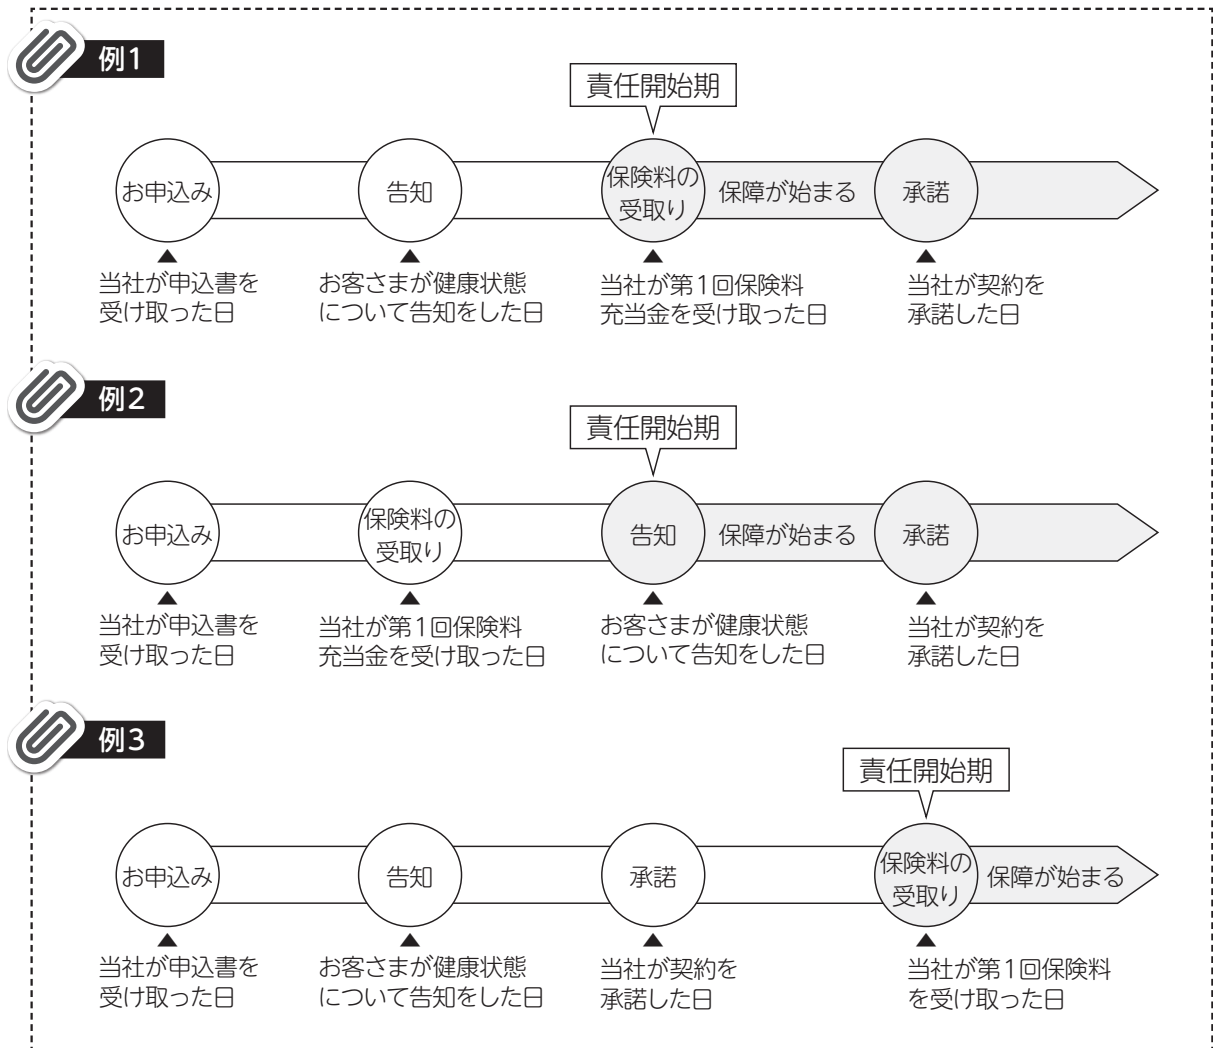 例1
責任開始期
お申込み
告知
保険料の
受取り
保障が始まる
承諾
当社が申込書を
受け取った日
お客さまが健康状態
について告知をした日
当社が第1回保険料
充当金を受け取った日
当社が契約を
承諾した日
例2
責任開始期
お申込み
保険料の
受取り
告知
保障が始まる
承諾
当社が申込書を
受け取った日
当社が第1回保険料
充当金を受け取った日
お客さまが健康状態
について告知をした日
当社が契約を
承諾した日
例3
責任開始期
お申込み
告知
承諾
保険料の
受取り
保障が始まる
当社が申込書を
受け取った日
お客さまが健康状態
について告知をした日
当社が契約を
承諾した日
当社が第1回保険料
を受け取った日